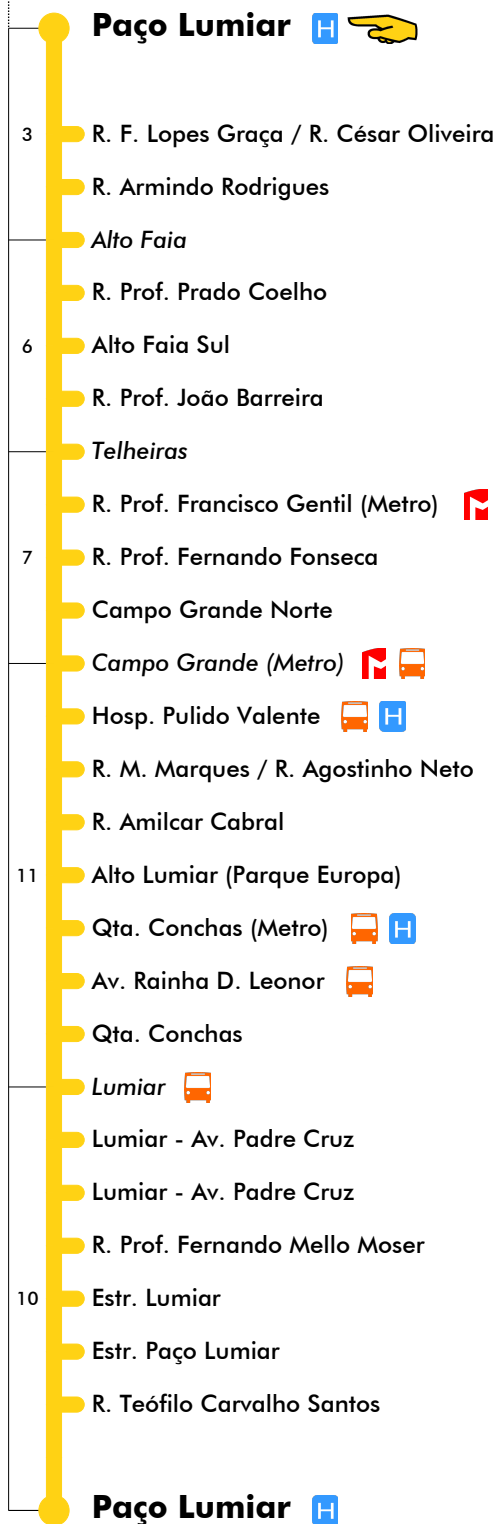 Paço Lumiar H
3
R. F. Lopes Graça / R. César Oliveira
R. Armindo Rodrigues
Alto Faia
R. Prof. Prado Coelho
6
Alto Faia Sul
R. Prof. João Barreira
Telheiras
R. Prof. Francisco Gentil (Metro)
7
R. Prof. Fernando Fonseca
Campo Grande Norte
Campo Grande (Metro)
Hosp. Pulido Valente H
R. M. Marques / R. Agostinho Neto
R. Amilcar Cabral
11
Alto Lumiar (Parque Europa)
Qta. Conchas (Metro) H
Av. Rainha D. Leonor
Qta. Conchas
Lumiar
Lumiar - Av. Padre Cruz
Lumiar - Av. Padre Cruz
R. Prof. Fernando Mello Moser
10
Estr. Lumiar
Estr. Paço Lumiar
R. Teófilo Carvalho Santos
Paço Lumiar H